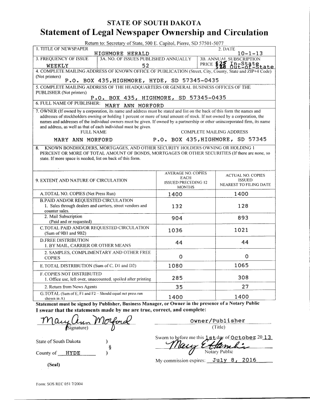 STATE OF SOUTH DAKOTA
Statement of Legal Newspaper Ownership and Circulation
Return to: Secretary of State, 500 E. Capitol, Pierre, SD 57501-5077
1. TITLE OF NEWSPAPER
HIGHMORE HERALD
2. DATE
10-1-13
3. FREQUENCY OF ISSUE
WEEKLY
3A. NO. OF ISSUES PUBLISHED ANNUALLY
52
3B. ANNUAL SUBSCRIPTION
PRICE In-State
Out-of-State
4. COMPLETE MAILING ADDRESS OF KNOWN OFFICE OF PUBLICATION (Street, City, County, State and ZIP+4 Code)
(Not printers)
P.O. BOX 435, HIGHMORE, HYDE, SD 57345-0435
5. COMPLETE MAILING ADDRESS OF THE HEADQUARTERS OR GENERAL BUSINESS OFFICES OF THE
PUBLISHER (Not printer)
P.O. BOX 435, HIGHMORE, SD 57345-0435
6. FULL NAME OF PUBLISHER:
MARY ANN MORFORD
7. OWNER (If owned by a corporation, its name and address must be stated and also on the back of this form the names and
addresses of stockholders owning or holding 1 percent or more of total amount of stock. If not owned by a corporation, the
names and addresses of the individual owners must be given. If owned by a partnership or other unincorporated firm, its name
and address, as well as that of each individual must be given.
FULL NAME
COMPLETE MAILING ADDRESS
MARY ANN MORFORD
P.O. BOX 435, HIGHMORE, SD 57345
8. KNOWN BONDHOLDERS, MORTGAGES, AND OTHER SECURITY HOLDERS OWNING OR HOLDING 1
PERCENT OR MORE OF TOTAL AMOUNT OF BONDS, MORTGAGES OR OTHER SECURITIES (If there are none, so
state. If more space is needed, list on back of this form.
9. EXTENT AND NATURE OF CIRCULATION
AVERAGE NO. COPIES
EACH
ISSUED PRECEDING 12
MONTHS
ACTUAL NO. COPIES
ISSUED
NEAREST TO FILING DATE
A. TOTAL NO. COPIES (Net Press Run)
1400
1400
B. PAID AND/OR REQUESTED CIRCULATION
1. Sales through dealers and carriers, street vendors and
counter sales.
132
128
2. Mail Subscription
(Paid and or requested)
904
893
C. TOTAL PAID AND/OR REQUESTED CIRCULATION
(Sum of 9B1 and 9B2)
1036
1021
D. FREE DISTRIBUTION
1. BY MAIL, CARRIER OR OTHER MEANS
44
44
2. SAMPLES, COMPLIMENTARY AND OTHER FREE
COPIES
0
0
E. TOTAL DISTRIBUTION (Sum of C, D1 and D2)
1080
1065
F. COPIES NOT DISTRIBUTED
1. Office use, left over, unaccounted, spoiled after printing
285
308
2. Return from News Agents
35
27
G. TOTAL (Sum of E, F1 and F2 - Should equal net press run
shown in A)
1400
1400
Statement must be signed by Publisher, Business Manager, or Owner in the presence of a Notary Public
I swear that the statements made by me are true, correct, and complete:
Mary Ann Morford
(Signature)
Owner/Publisher
(Title)
State of South Dakota )
§
County of HYDE )
(Seal)
Sworn to before me this 1st day of October 20 13
Mary
Notary Public
My commission expires: July 8, 2016
Form: SOS REC 051 7/2004